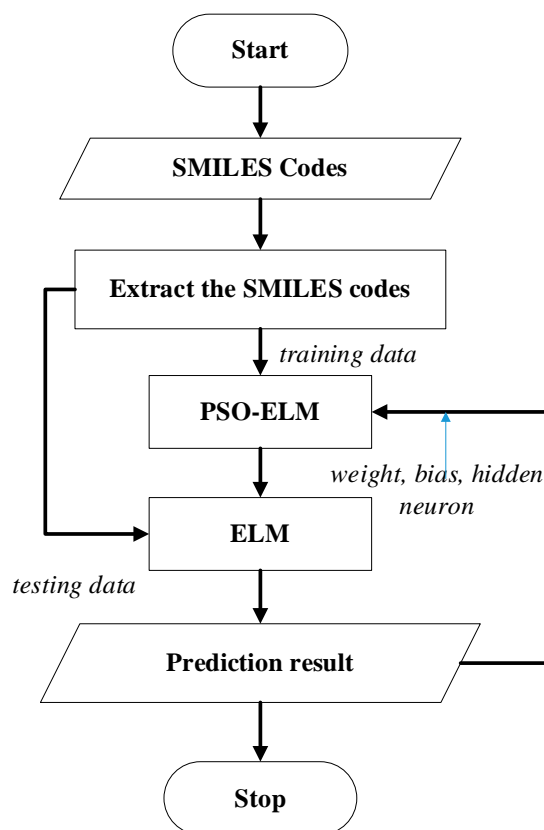 Start
SMILES Codes
Extract the SMILES codes
training data
PSO-ELM
weight, bias, hidden
neuron
ELM
testing data
Prediction result
Stop